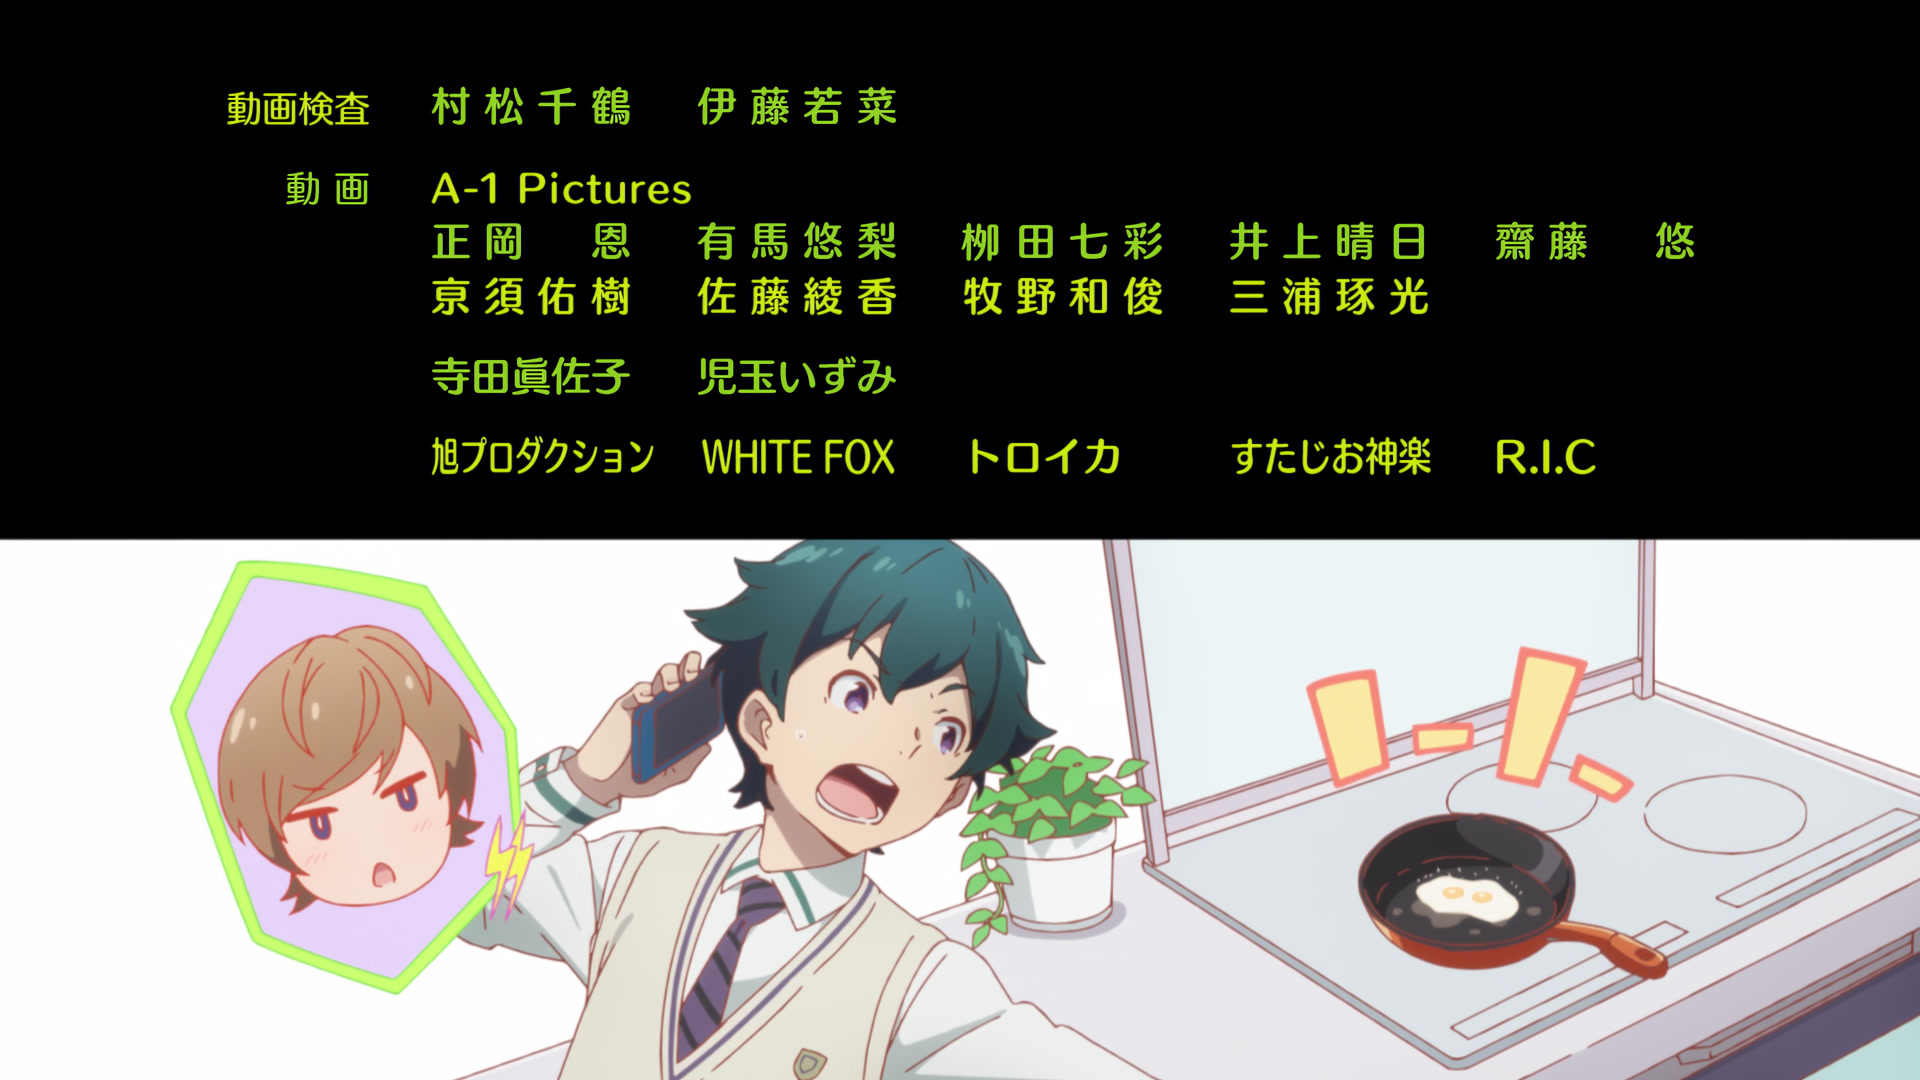 動画検査 村松千鶴 伊藤若菜
動画 A-1 Pictures
正岡 恩 有馬悠梨 栁田七彩 井上晴日 齋藤 悠
亰須佑樹 佐藤綾香 牧野和俊 三浦琢光
寺田眞佐子 児玉いずみ
旭プロダクション WHITE FOX トロイカ すたじお神楽 R.I.C